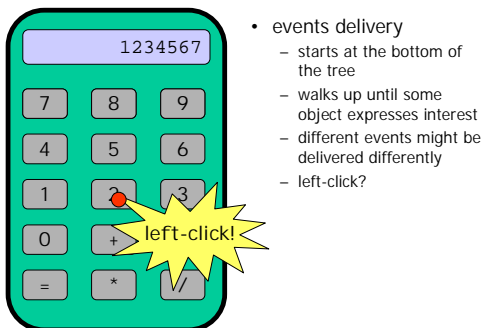 1234567
7 8 9
4 5 6
1 2 3
0 +
left-click!
= * /
• events delivery
– starts at the bottom of
the tree
– walks up until some
object expresses interest
– different events might be
delivered differently
– left-click?